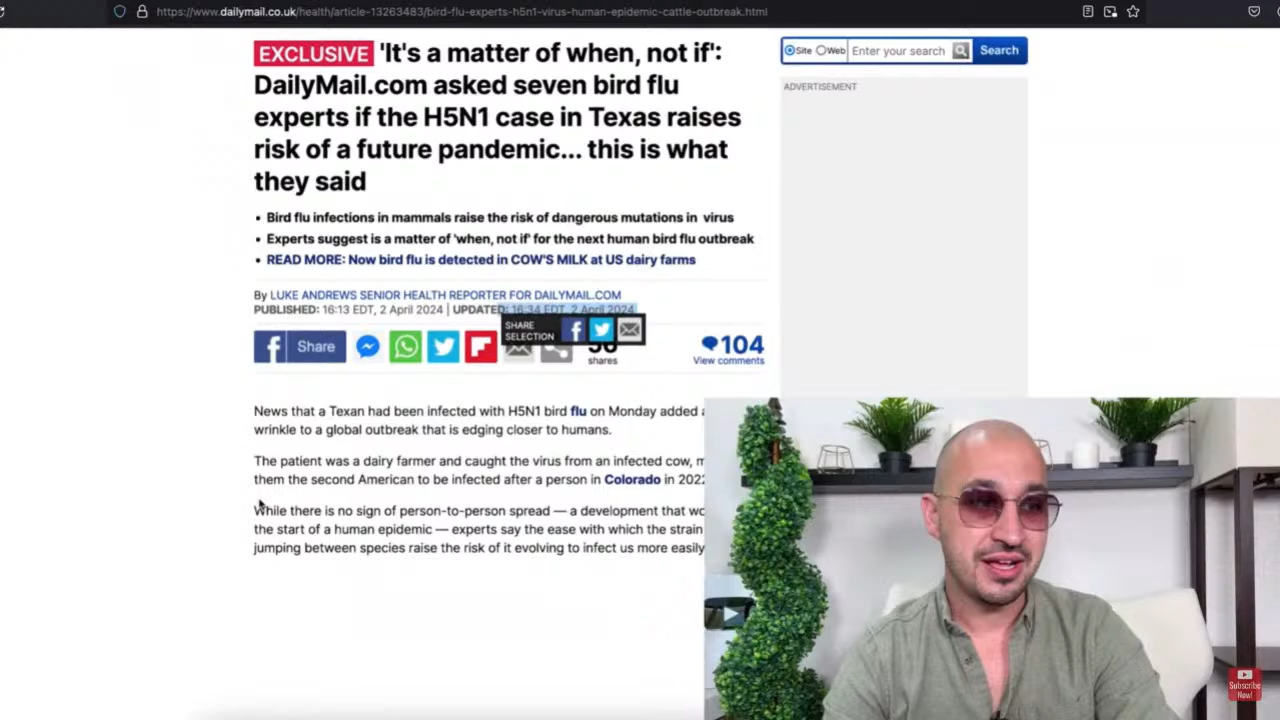 https://www.dailymail.co.uk/health/article-13263483/bird-flu-experts-h5n1-virus-human-epidemic-cattle-outbreak.html
EXCLUSIVE 'It's a matter of when, not if':
DailyMail.com asked seven bird flu
experts if the H5N1 case in Texas raises
risk of a future pandemic... this is what
they said
Site Web Enter your search Search
ADVERTISEMENT
• Bird flu infections in mammals raise the risk of dangerous mutations in virus
• Experts suggest is a matter of 'when, not if' for the next human bird flu outbreak
• READ MORE: Now bird flu is detected in COW'S MILK at US dairy farms
By LUKE ANDREWS SENIOR HEALTH REPORTER FOR DAILYMAIL.COM
PUBLISHED: 16:13 EDT, 2 April 2024 | UPDATED: 16:34 EDT, 2 April 2024
SHARE
SELECTION
Share
shares
104
View comments
News that a Texan had been infected with H5N1 bird flu on Monday added
wrinkle to a global outbreak that is edging closer to humans.
The patient was a dairy farmer and caught the virus from an infected cow,
them the second American to be infected after a person in Colorado in 2022
While there is no sign of person-to-person spread — a development that
the start of a human epidemic — experts say the ease with which the strain
jumping between species raise the risk of it evolving to infect us more easily
Subscribe
Now!